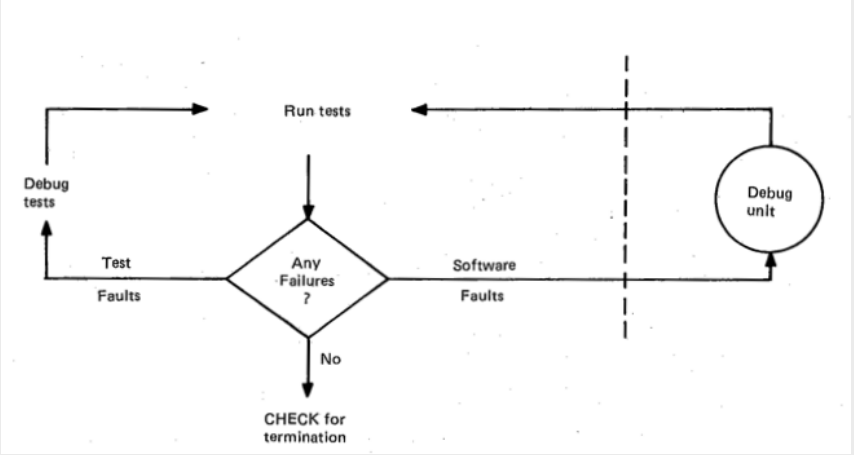 Run tests
Debug
tests
Debug
unit
Test
Faults
Any
Failures
?
Software
Faults
No
CHECK for
termination